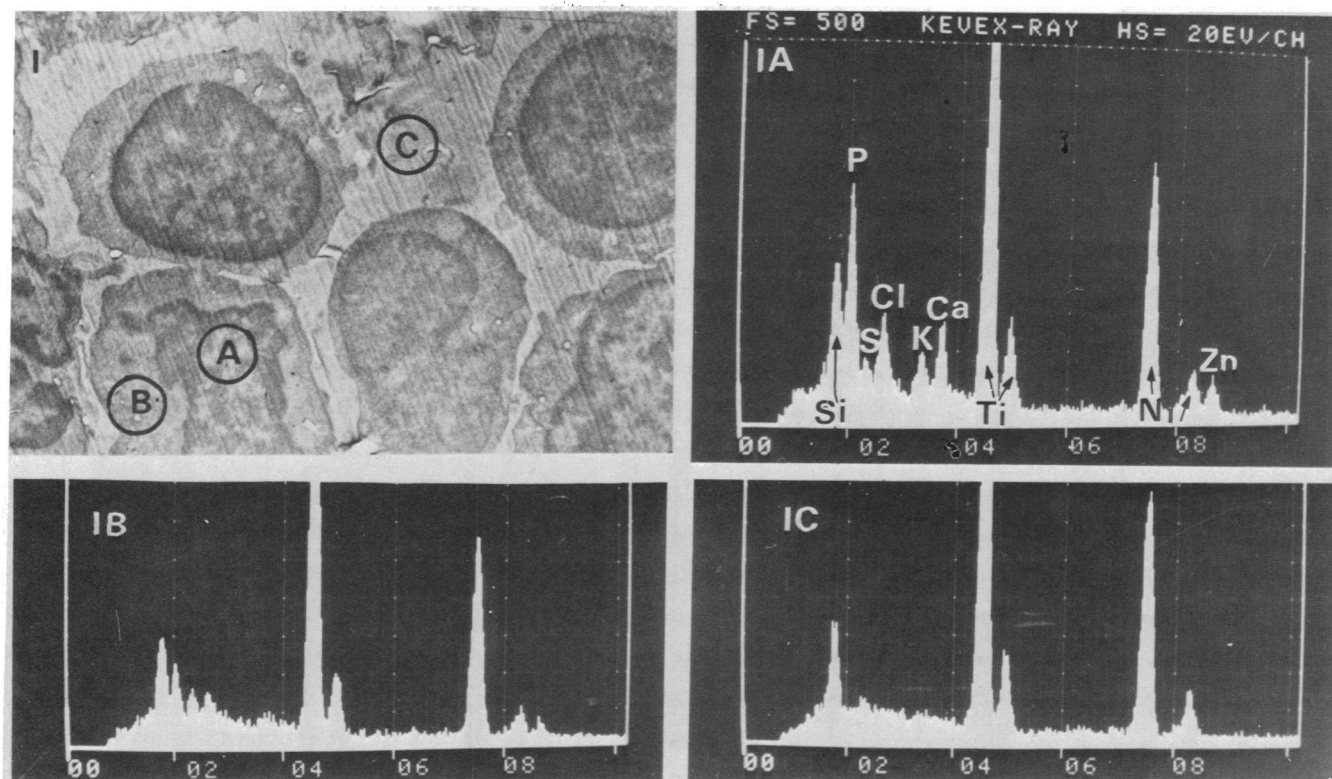 I
C
A
B
FS= 500 KEVEX-RAY HS= 20EV/CH
IA
P
Cl
Ca
S
K
Zn
Si
Ti
Ni
00 02 04 06 08
IB
00 02 04 06 08
IC
00 02 04 06 08